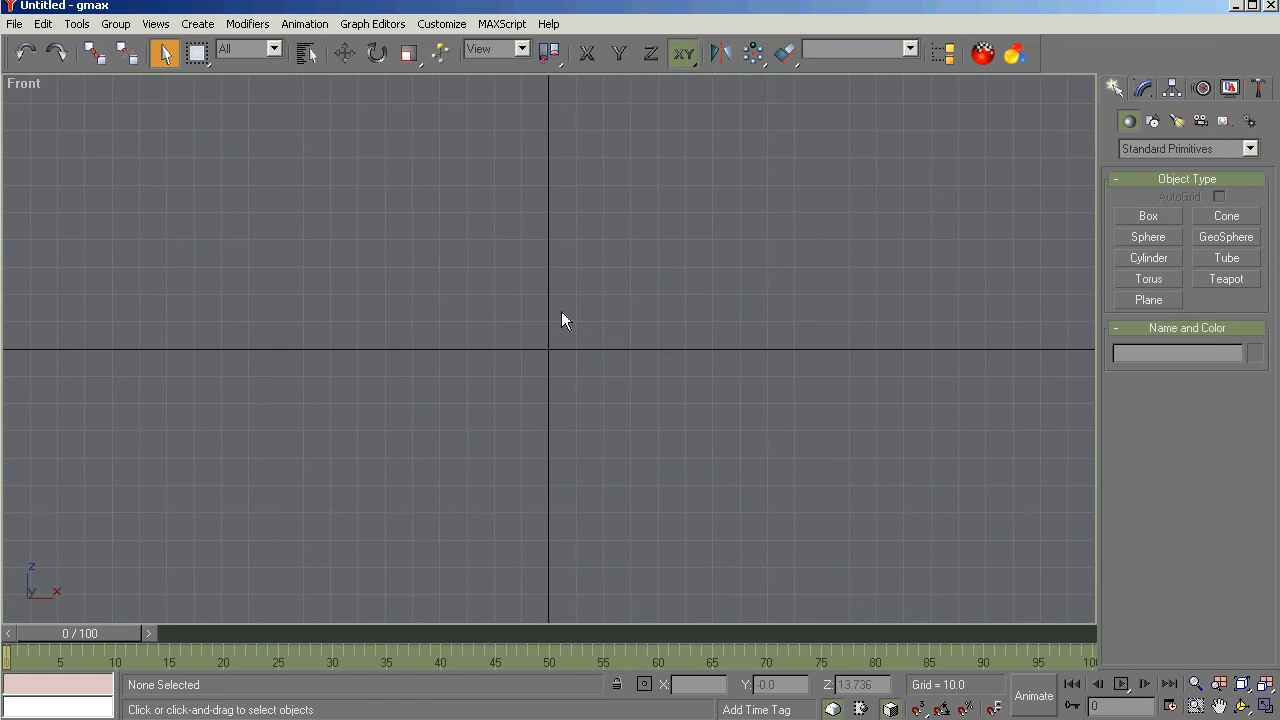 Untitled - gmax
File Edit Tools Group Views Create Modifiers Animation Graph Editors Customize MAXScript Help
All View X Y Z XY
Front
Standard Primitives
- Object Type
AutoGrid
Box Cone
Sphere GeoSphere
Cylinder Tube
Torus Teapot
Plane
- Name and Color
z
y x
< 0 / 100 >
5 10 15 20 25 30 35 40 45 50 55 60 65 70 75 80 85 90 95 100
None Selected X: Y: -0.0 Z: 13.736 Grid = 10.0 Animate
Click or click-and-drag to select objects Add Time Tag 0